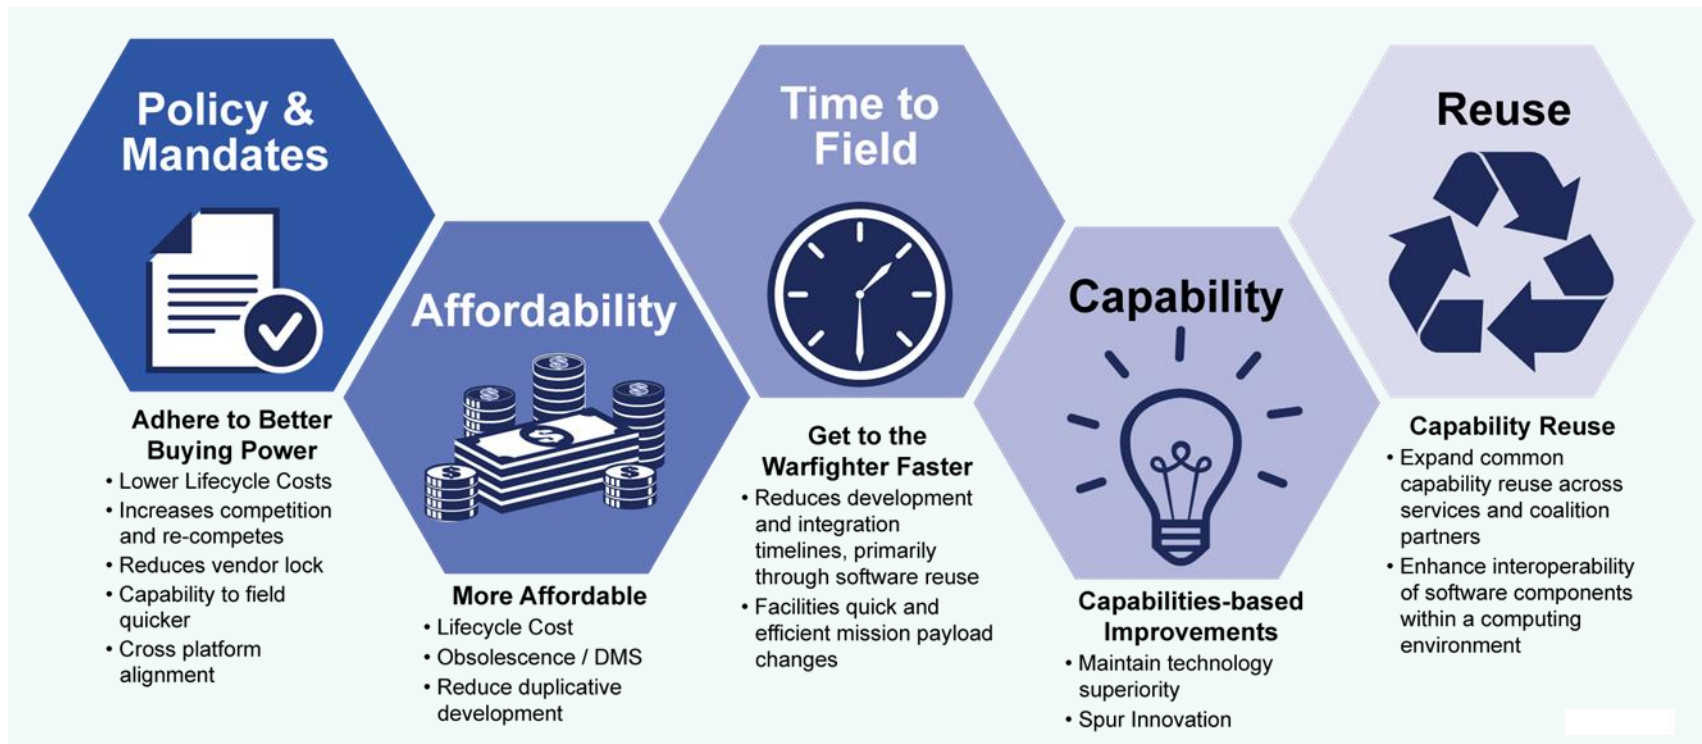 Policy &
Mandates
Adhere to Better
Buying Power
• Lower Lifecycle Costs
• Increases competition
and re-competes
• Reduces vendor lock
• Capability to field
quicker
• Cross platform
alignment
Affordability
More Affordable
• Lifecycle Cost
• Obsolescence / DMS
• Reduce duplicative
development
Time to
Field
Get to the
Warfighter Faster
• Reduces development
and integration
timelines, primarily
through software reuse
• Facilities quick and
efficient mission payload
changes
Capability
Capabilities-based
Improvements
• Maintain technology
superiority
• Spur Innovation
Reuse
Capability Reuse
• Expand common
capability reuse across
services and coalition
partners
• Enhance interoperability
of software components
within a computing
environment